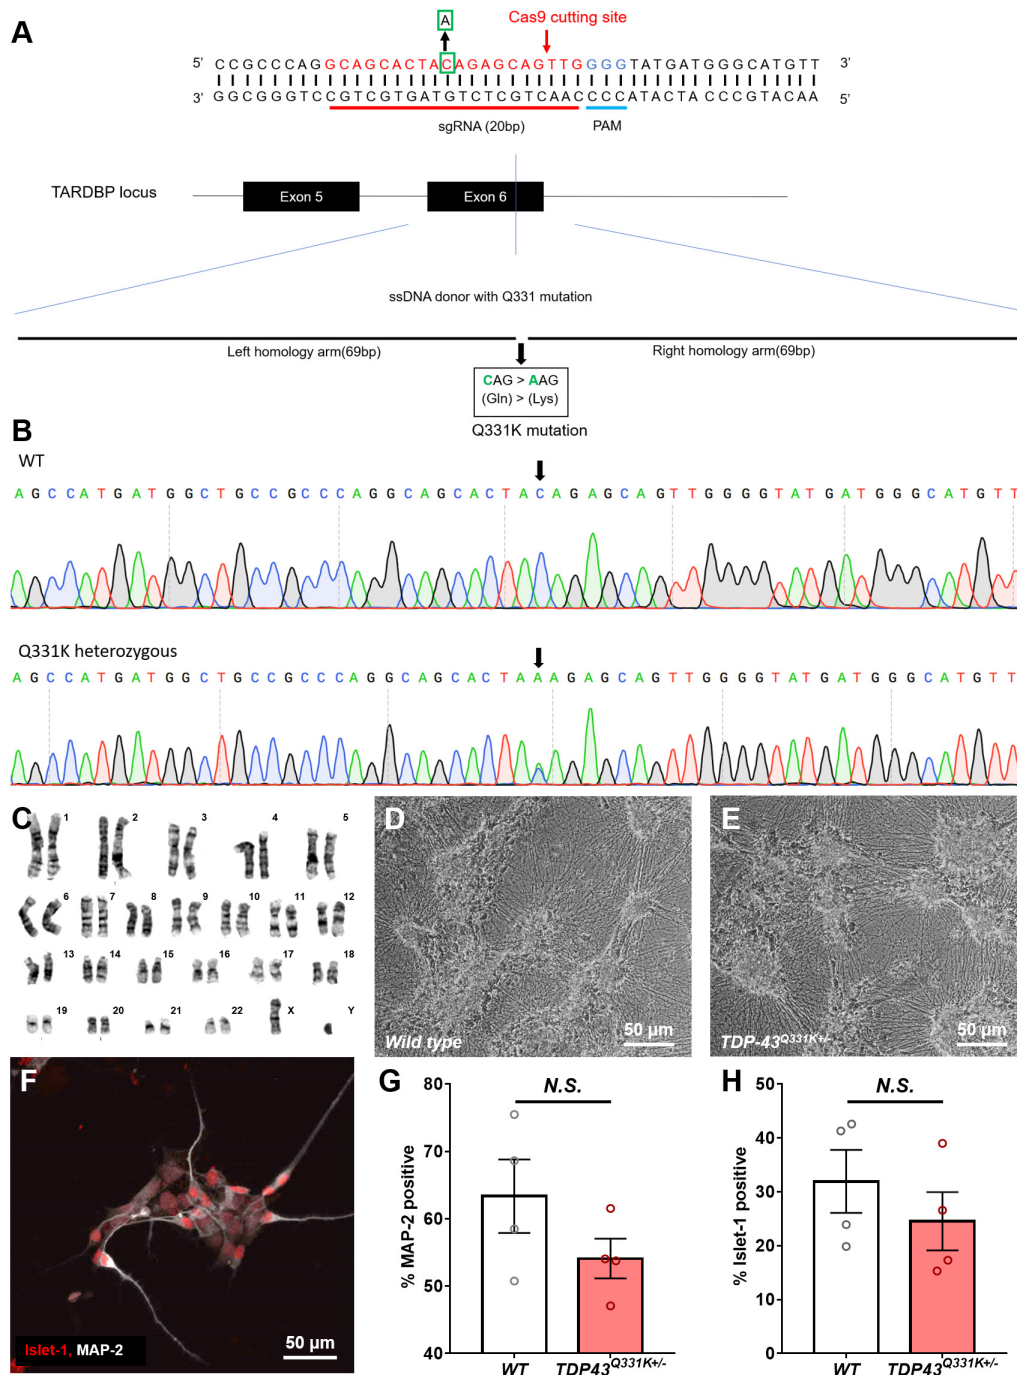 A
A
Cas9 cutting site
5' CCGCCCAGGCAGCACTACAGAGCAGTTGGGGTATGATGGGCATGTT 3'
3' GGCGGGTCCGTCGTGATGTCTCGTCAACCCCATACTACCCGTACAA 5'
sgRNA (20bp) PAM
TARDBP locus
Exon 5 Exon 6
ssDNA donor with Q331 mutation
Left homology arm(69bp) Right homology arm(69bp)
CAG > AAG
(Gln) > (Lys)
Q331K mutation
B
WT
AGCCATGATGGCTGCCGCCCAGGCAGCACTACAGAGCAGTTGGGGTATGATGGGCATGTT
Q331K heterozygous
AGCCATGATGGCTGCCGCCCAGGCAGCACTAAAGAGCAGTTGGGGTATGATGGGCATGTT
C
1 2 3 4 5
6 7 8 9 10 11 12
13 14 15 16 17 18
19 20 21 22 X Y
D
Wild type
50 µm
E
TDP-43Q331K+/-
50 µm
F
Islet-1, MAP-2
50 µm
G
N.S.
% MAP-2 positive
80
70
60
50
40
WT TDP43Q331K+/-
H
N.S.
% Islet-1 positive
50
40
30
20
10
0
WT TDP43Q331K+/-